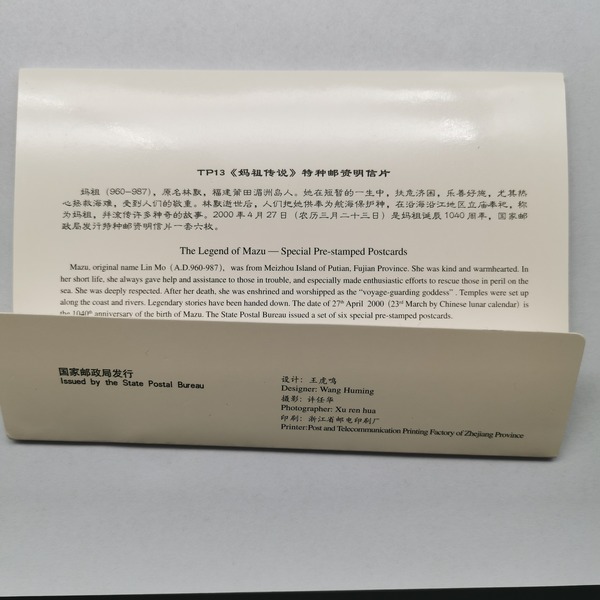 TP13《妈祖传说》特种邮资明信片
妈祖（960—987），原名林默，福建莆田湄洲岛人。她在短暂的一生中，扶危济困，乐善好施，尤其热
心拯救海难，受到人们的敬重。林默逝世后，人们把她供奉为航海保护神，在沿海沿江地区立庙奉祀，称
为妈祖，并流传许多神奇的故事。2000年4月27日（农历三月二十三日）是妈祖诞辰1040周年，国家邮
政局发行特种邮资明信片一套六枚。
The Legend of Mazu — Special Pre-stamped Postcards
Mazu, original name Lin Mo (A.D.960-987), was from Meizhou Island of Putian, Fujian Province. She was kind and warmhearted. In
her short life, she always gave help and assistance to those in trouble, and especially made enthusiastic efforts to rescue those in peril on the
sea. She was deeply respected. After her death, she was enshrined and worshipped as the “voyage-guarding goddess”. Temples were set up
along the coast and rivers. Legendary stories have been handed down. The date of 27th April 2000 (23rd March by Chinese lunar calendar) is
the 1040th anniversary of the birth of Mazu. The State Postal Bureau issued a set of six special pre-stamped postcards.
国家邮政局发行
Issued by the State Postal Bureau
设计：王虎鸣
Designer: Wang Huming
摄影：许任华
Photographer: Xu ren hua
印刷：浙江省邮电印刷厂
Printer:Post and Telecommunication Printing Factory of Zhejiang Province